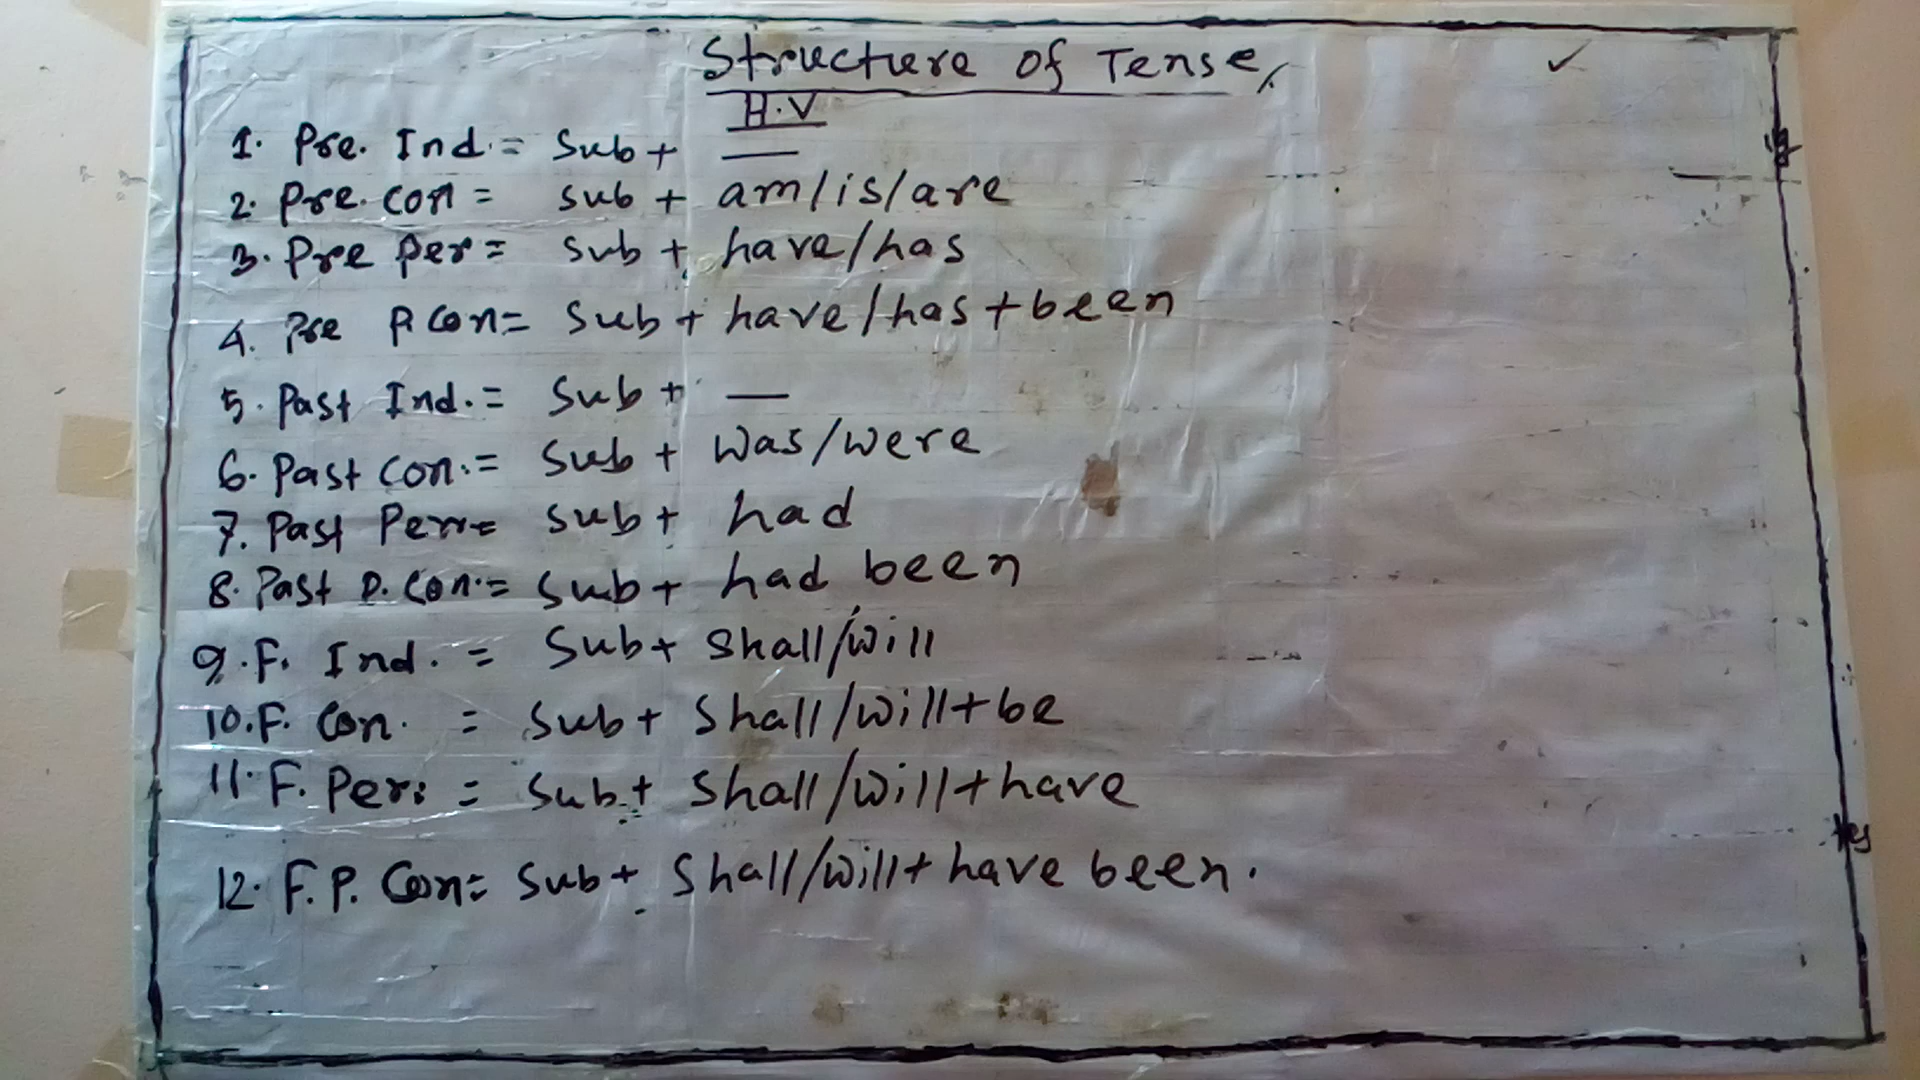 Structure of Tense
H.V
1. Pre. Ind. = Sub +
2. Pre. Con = sub + am/is/are
3. Pre Per = Sub + have/has
4. Pre P. Con = Sub + have/has + been
5. Past Ind. = Sub + —
6. Past Con. = Sub + was/were
7. Past Per = Sub + had
8. Past P. Con. = Sub + had been
9. F. Ind. = Sub + Shall/will
10. F. Con. = Sub + Shall/will + be
11. F. Per. = Sub + Shall/will + have
12. F. P. Con = Sub + Shall/will + have been.